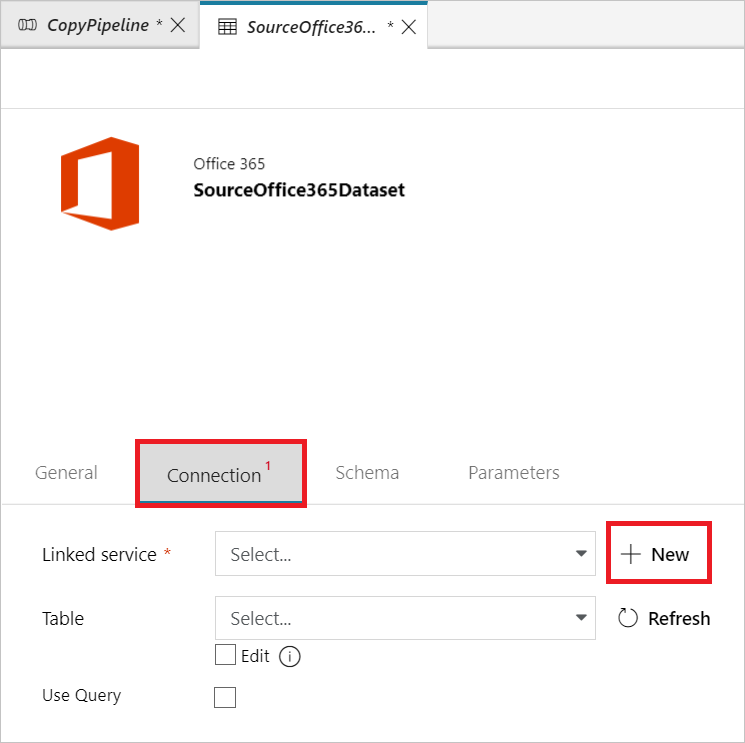 CopyPipeline *
SourceOffice36... *
Office 365
SourceOffice365Dataset
General Connection 1 Schema Parameters
Linked service * Select... New
Table Select... Refresh
Edit i
Use Query